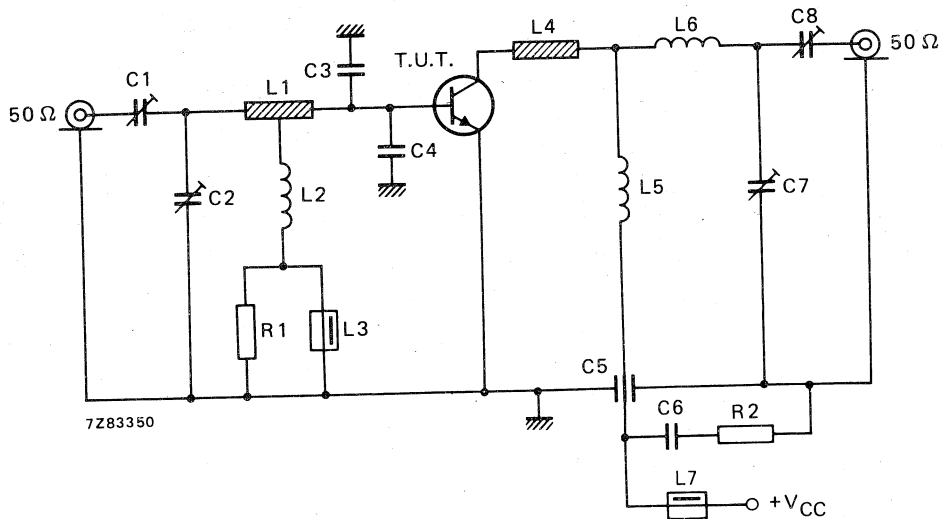 C8
L6
50 Ω
L4
C3
T.U.T.
C1
L1
50 Ω
C4
C7
C2
L2
L5
R1
L3
C5
C6
R2
7Z83350
L7
+VCC